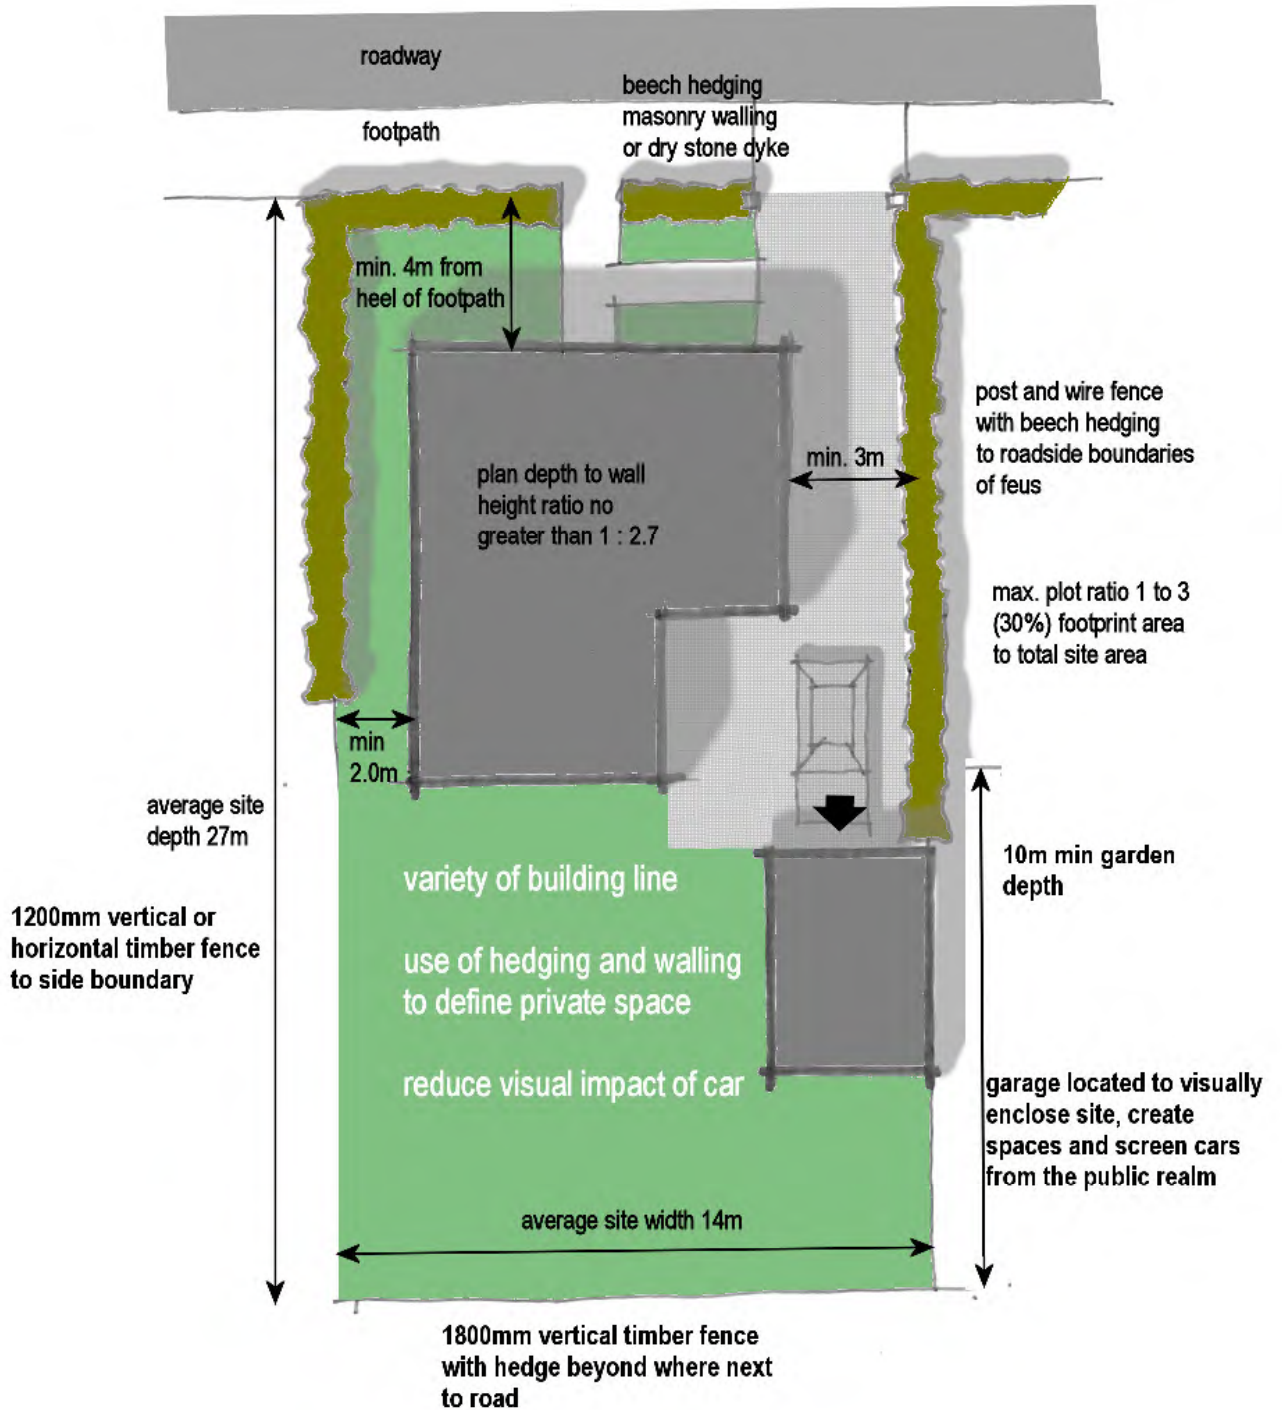 roadway
beech hedging
masonry walling
or dry stone dyke
footpath
min. 4m from
heel of footpath
post and wire fence
with beech hedging
to roadside boundaries
of feus
min. 3m
plan depth to wall
height ratio no
greater than 1 : 2.7
max. plot ratio 1 to 3
(30%) footprint area
to total site area
min
2.0m
average site
depth 27m
10m min garden
depth
variety of building line
1200mm vertical or
horizontal timber fence
to side boundary
use of hedging and walling
to define private space
reduce visual impact of car
garage located to visually
enclose site, create
spaces and screen cars
from the public realm
average site width 14m
1800mm vertical timber fence
with hedge beyond where next
to road